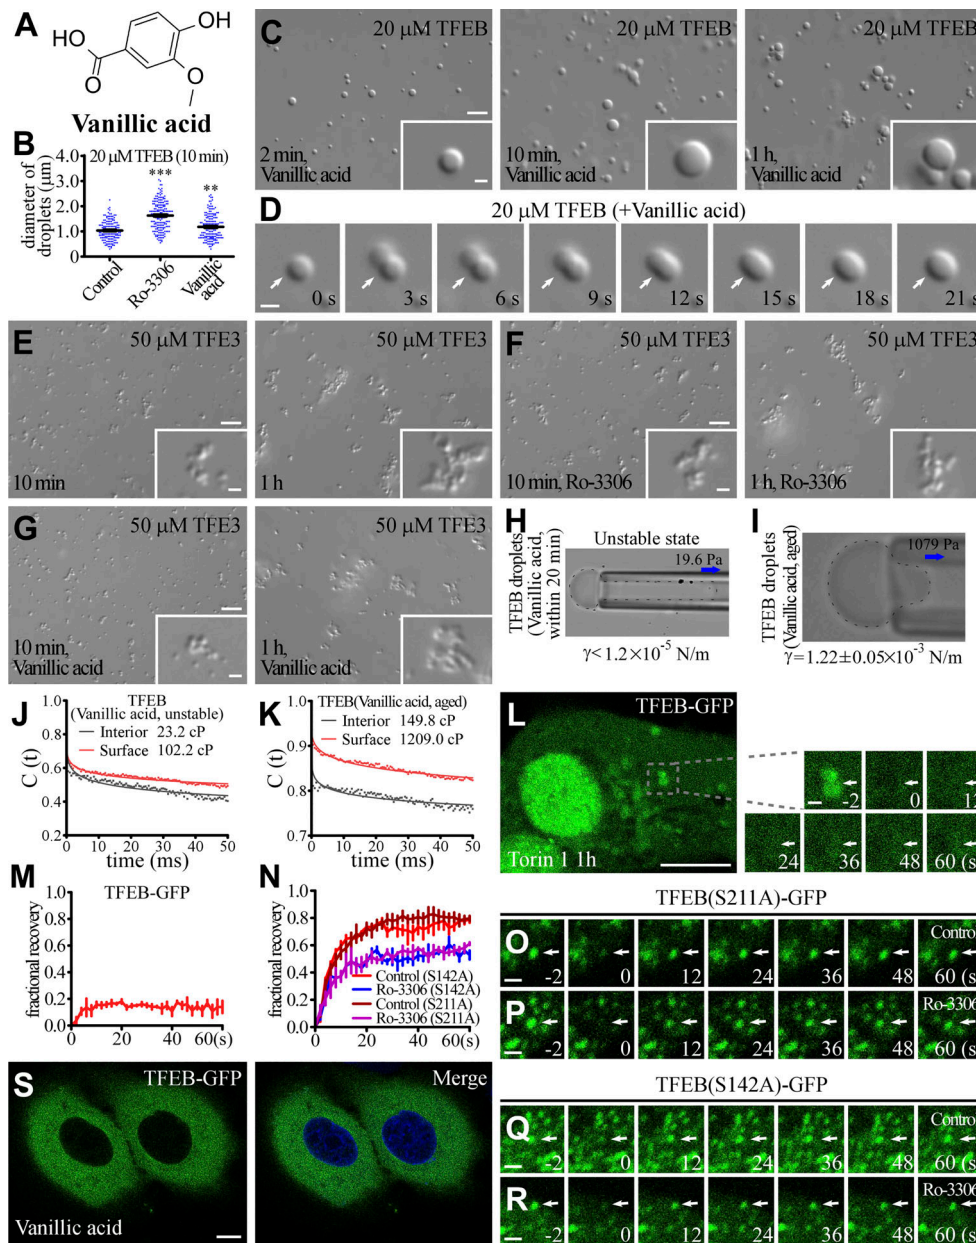 A
OH
HO
O
O
Vanillic acid
B
20 μM TFEB (10 min)
diameter of
droplets (μm)
4.0
3.0
2.0
1.0
0
***
**
Control
Ro-3306
Vanillic
acid
C
20 μM TFEB
2 min,
Vanillic acid
20 μM TFEB
10 min,
Vanillic acid
20 μM TFEB
1 h,
Vanillic acid
D
20 μM TFEB (+Vanillic acid)
0 s
3 s
6 s
9 s
12 s
15 s
18 s
21 s
E
50 μM TFE3
10 min
50 μM TFE3
1 h
F
50 μM TFE3
10 min, Ro-3306
50 μM TFE3
1 h, Ro-3306
G
50 μM TFE3
10 min,
Vanillic acid
50 μM TFE3
1 h,
Vanillic acid
H
TFEB droplets
(Vanillic acid,
within 20 min)
Unstable state
19.6 Pa
γ<1.2×10⁻⁵ N/m
I
TFEB droplets
(Vanillic acid, aged)
1079 Pa
γ=1.22±0.05×10⁻³ N/m
J
TFEB
(Vanillic acid, unstable)
Interior 23.2 cP
Surface 102.2 cP
C (t)
1.0
0.8
0.6
0.4
0.2
0 10 20 30 40 50
time (ms)
K
TFEB(Vanillic acid, aged)
Interior 149.8 cP
Surface 1209.0 cP
C (t)
1.0
0.9
0.8
0.7
0 10 20 30 40 50
time (ms)
L
TFEB-GFP
Torin 1 1h
-2
0
12
24
36
48
60 (s)
M
TFEB-GFP
fractional recovery
1.0
0.8
0.6
0.4
0.2
0.0
0 20 40 60(s)
N
fractional recovery
1.0
0.8
0.6
0.4
0.2
0
Control (S142A)
Ro-3306 (S142A)
Control (S211A)
Ro-3306 (S211A)
0 20 40 60(s)
TFEB(S211A)-GFP
O
Control
-2
0
12
24
36
48
60 (s)
P
Ro-3306
-2
0
12
24
36
48
60 (s)
TFEB(S142A)-GFP
Q
Control
-2
0
12
24
36
48
60 (s)
R
Ro-3306
-2
0
12
24
36
48
60 (s)
S
TFEB-GFP
Vanillic acid
Merge